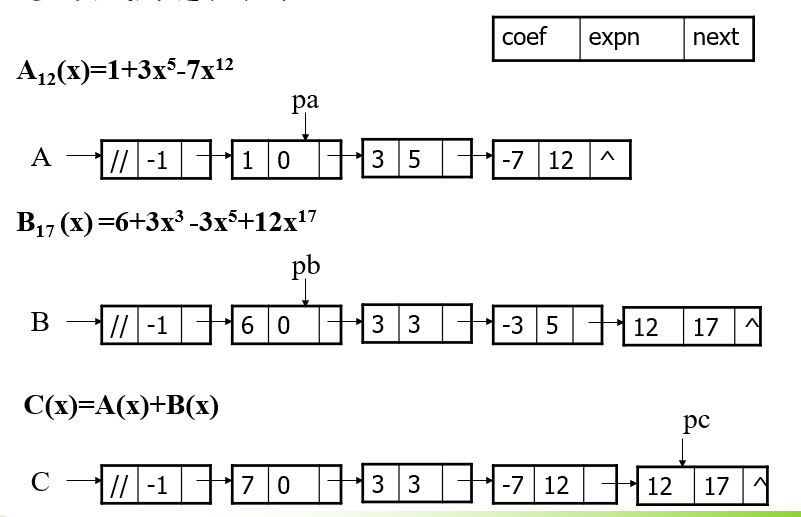 coef expn next
A₁₂(x)=1+3x⁵-7x¹²
pa
A // -1 1 0 3 5 -7 12 ^
B₁₇ (x) =6+3x³ -3x⁵+12x¹⁷
pb
B // -1 6 0 3 3 -3 5 12 17 ^
C(x)=A(x)+B(x)
pc
C // -1 7 0 3 3 -7 12 12 17 ^